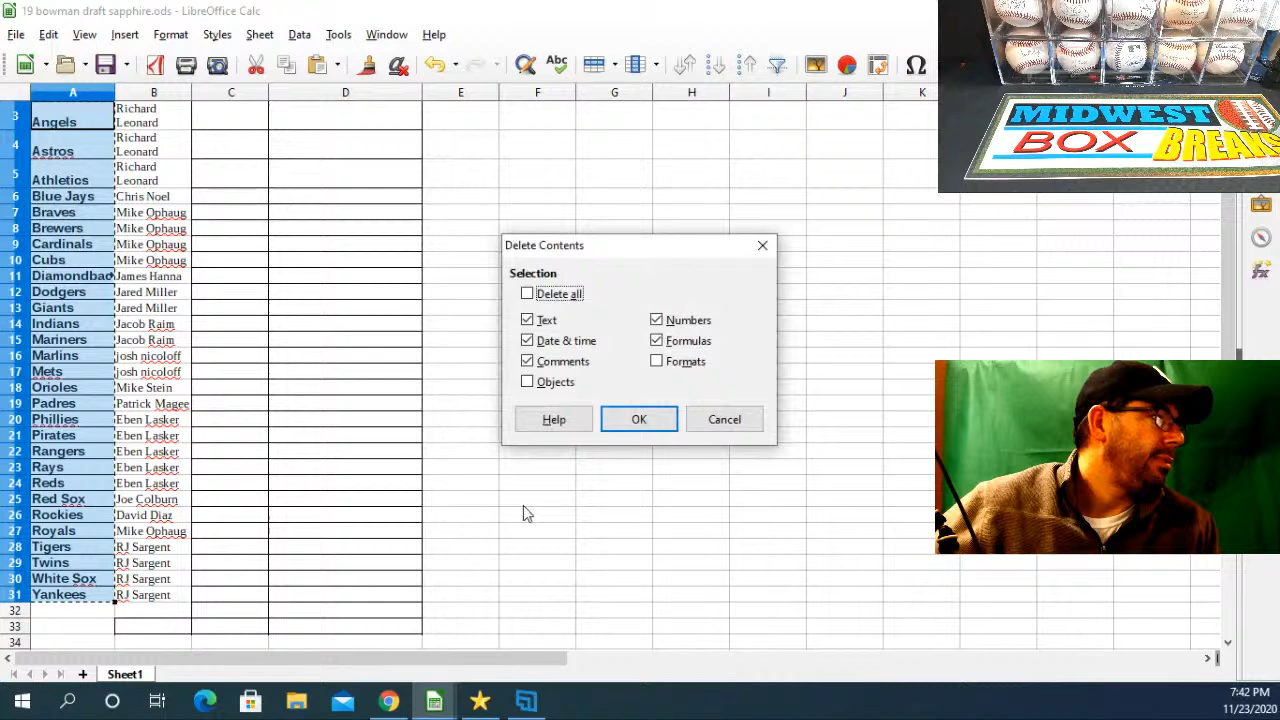 19 bowman draft sapphire.ods - LibreOffice Calc
File Edit View Insert Format Styles Sheet Data Tools Window Help
A B C D E F G H I J K
3 Angels Richard Leonard
4 Astros Richard Leonard
5 Athletics Richard Leonard
6 Blue Jays Chris Noel
7 Braves Mike Ophaug
8 Brewers Mike Ophaug
9 Cardinals Mike Ophaug
10 Cubs Mike Ophaug
11 Diamondbac James Hanna
12 Dodgers Jared Miller
13 Giants Jared Miller
14 Indians Jacob Raim
15 Mariners Jacob Raim
16 Marlins josh nicoloff
17 Mets josh nicoloff
18 Orioles Mike Stein
19 Padres Patrick Magee
20 Phillies Eben Lasker
21 Pirates Eben Lasker
22 Rangers Eben Lasker
23 Rays Eben Lasker
24 Reds Eben Lasker
25 Red Sox Joe Colburn
26 Rockies David Diaz
27 Royals Mike Ophaug
28 Tigers RJ Sargent
29 Twins RJ Sargent
30 White Sox RJ Sargent
31 Yankees RJ Sargent
32
33
34
Delete Contents
Selection
Delete all
Text Numbers
Date & time Formulas
Comments Formats
Objects
Help OK Cancel
MIDWEST
BOX BREAKS
Sheet1
7:42 PM
11/23/2020